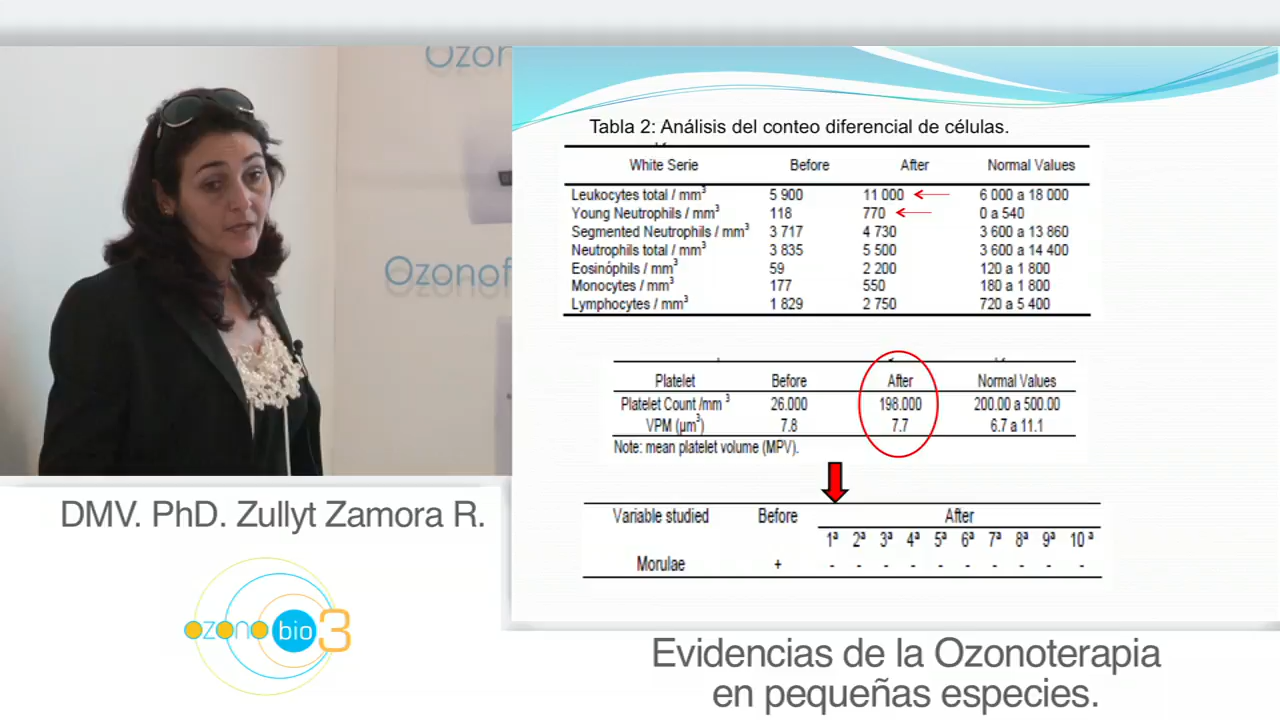 Ozon
Ozonof
Tabla 2: Análisis del conteo diferencial de células.
White Serie Before After Normal Values
Leukocytes total / mm³ 5 900 11 000 6 000 a 18 000
Young Neutrophils / mm³ 118 770 0 a 540
Segmented Neutrophils / mm³ 3 717 4 730 3 600 a 13 860
Neutrophils total / mm³ 3 835 5 500 3 600 a 14 400
Eosinóphils / mm³ 59 2 200 120 a 1 800
Monocytes / mm³ 177 550 180 a 1 800
Lymphocytes / mm³ 1 829 2 750 720 a 5 400
Platelet Before After Normal Values
Platelet Count /mm ³ 26.000 198.000 200.00 a 500.00
VPM (µm³) 7.8 7.7 6.7 a 11.1
Note: mean platelet volume (MPV).
Variable studied Before After
1ª 2ª 3ª 4ª 5ª 6ª 7ª 8ª 9ª 10 ª
Morulae + - - - - - - - - - -
DMV. PhD. Zullyt Zamora R.
ozono bio 3
Evidencias de la Ozonoterapia
en pequeñas especies.